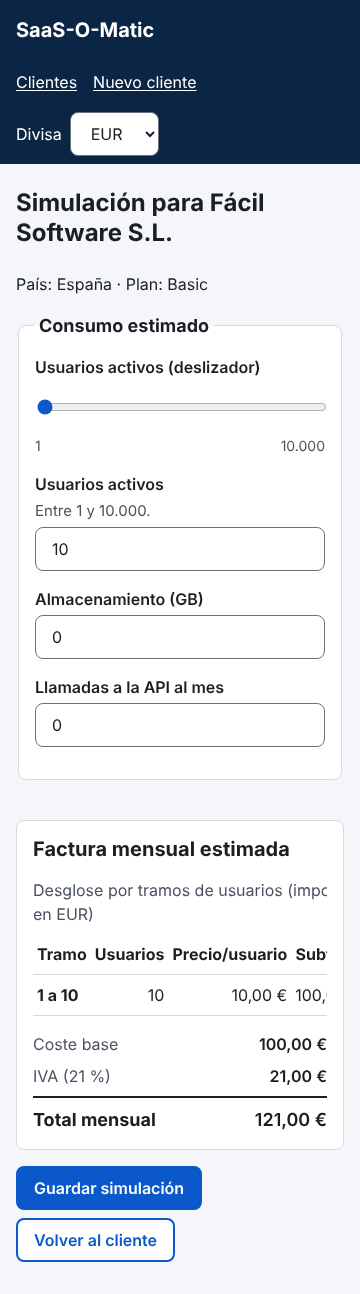 SaaS-O-Matic
Clientes Nuevo cliente
Divisa EUR
Simulación para Fácil
Software S.L.
País: España · Plan: Basic
Consumo estimado
Usuarios activos (deslizador)
1 10.000
Usuarios activos
Entre 1 y 10.000.
10
Almacenamiento (GB)
0
Llamadas a la API al mes
0
Factura mensual estimada
Desglose por tramos de usuarios
en EUR)
Tramo Usuarios Precio/usuario
1 a 10 10 10,00 € 100,
Coste base 100,00 €
IVA (21 %) 21,00 €
Total mensual 121,00 €
Guardar simulación
Volver al cliente